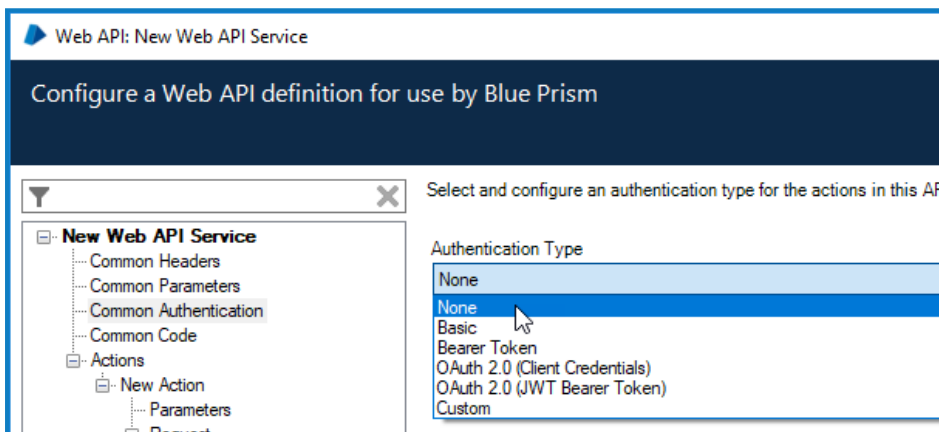 Web API: New Web API Service
Configure a Web API definition for use by Blue Prism
Select and configure an authentication type for the actions in this
New Web API Service
Common Headers
Common Parameters
Common Authentication
Common Code
Actions
New Action
Parameters
Request
Authentication Type
None
None
Basic
Bearer Token
OAuth 2.0 (Client Credentials)
OAuth 2.0 (JWT Bearer Token)
Custom